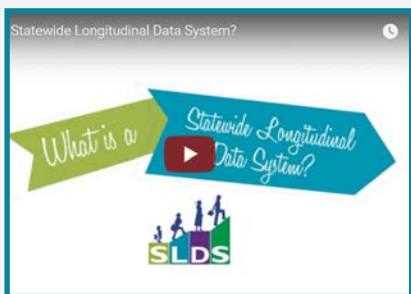 Statewide Longitudinal Data System?
What is a
Statewide Longitudinal
Data System?
SLDS